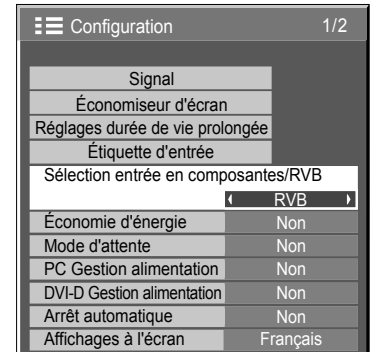 Configuration 1/2
Signal
Économiseur d'écran
Réglages durée de vie prolongée
Étiquette d'entrée
Sélection entrée en composantes/RVB
RVB
Économie d'énergie Non
Mode d'attente Non
PC Gestion alimentation Non
DVI-D Gestion alimentation Non
Arrêt automatique Non
Affichages à l'écran Français